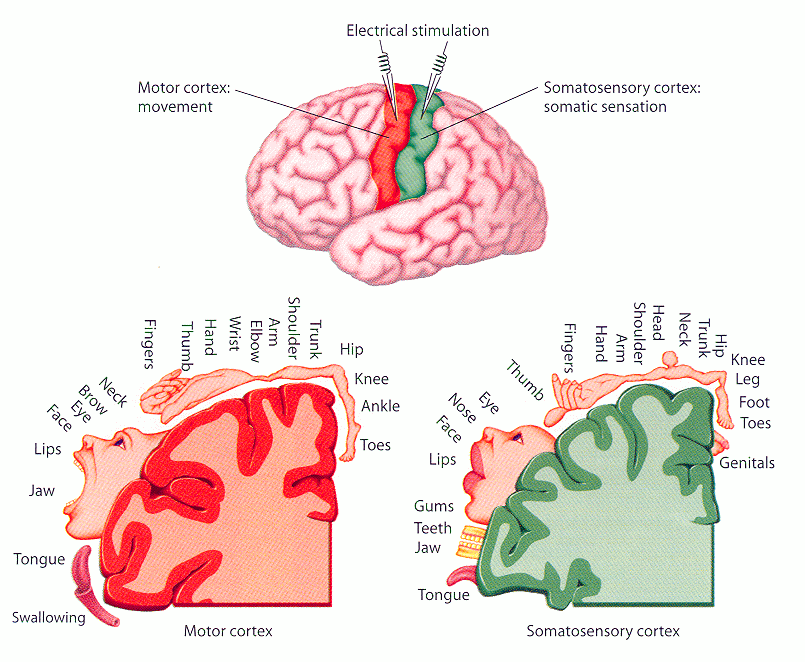 Electrical stimulation
Motor cortex:
movement
Somatosensory cortex:
somatic sensation
Fingers
Thumb
Hand
Wrist
Elbow
Arm
Shoulder
Trunk
Hip
Knee
Ankle
Toes
Neck
Brow
Eye
Face
Lips
Jaw
Tongue
Swallowing
Motor cortex
Thumb
Fingers
Hand
Arm
Shoulder
Head
Neck
Trunk
Hip
Knee
Leg
Foot
Toes
Genitals
Eye
Nose
Face
Lips
Gums
Teeth
Jaw
Tongue
Somatosensory cortex